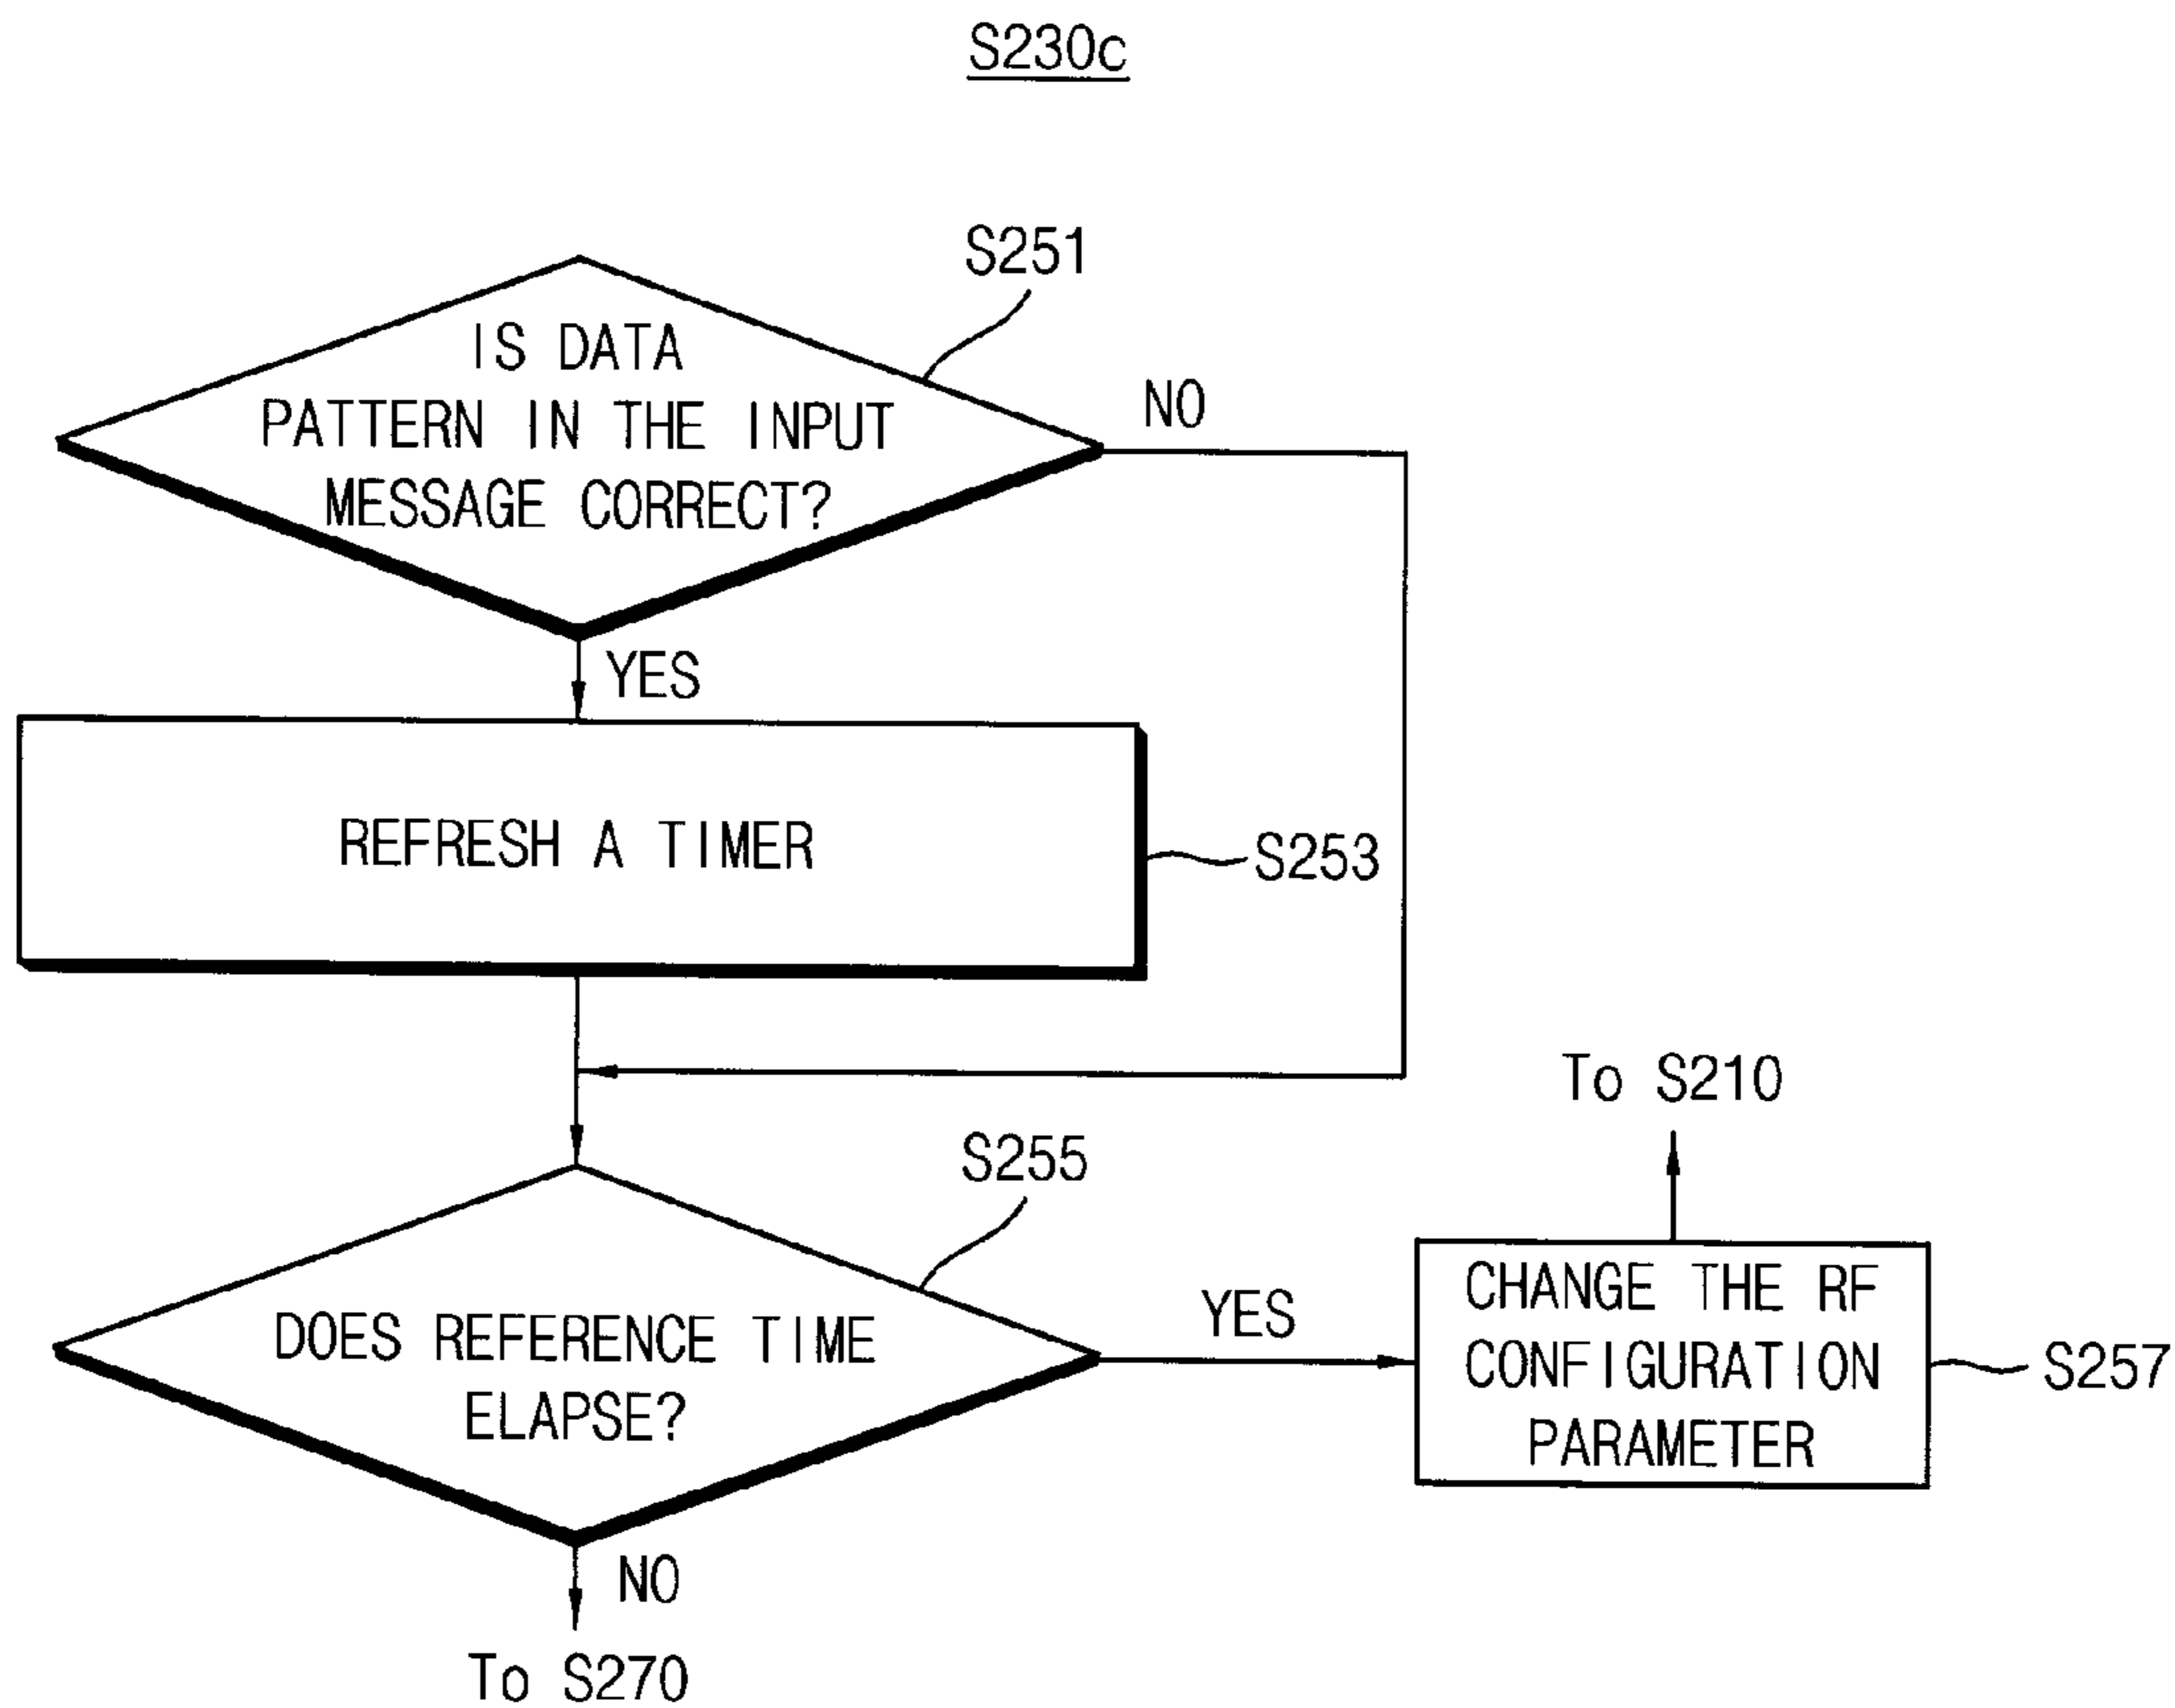 S230c
S251
IS DATA
PATTERN IN THE INPUT
MESSAGE CORRECT?
NO
YES
REFRESH A TIMER
S253
To S210
S255
DOES REFERENCE TIME
ELAPSE?
YES
CHANGE THE RF
CONFIGURATION
PARAMETER
S257
NO
To S270